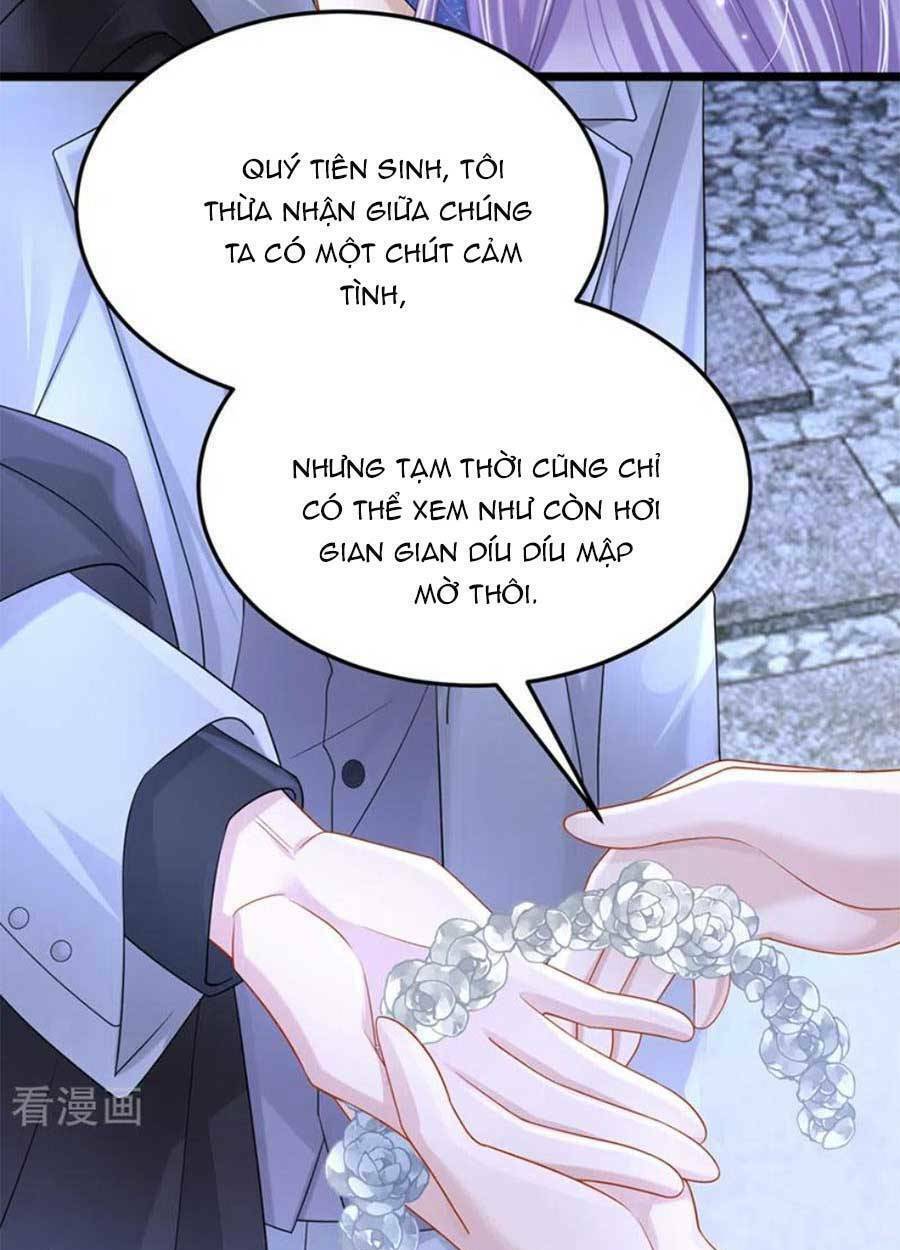 QUÝ TIÊN SINH, TÔI
THỪA NHẬN GIỮA CHÚNG
TA CÓ MỘT CHÚT CẢM
TÌNH,
NHƯNG TẠM THỜI CŨNG CHỈ
CÓ THỂ XEM NHƯ CÒN HƠI
GIAN GIAN DÍU DÍU MẬP
MỜ THÔI.
看漫画